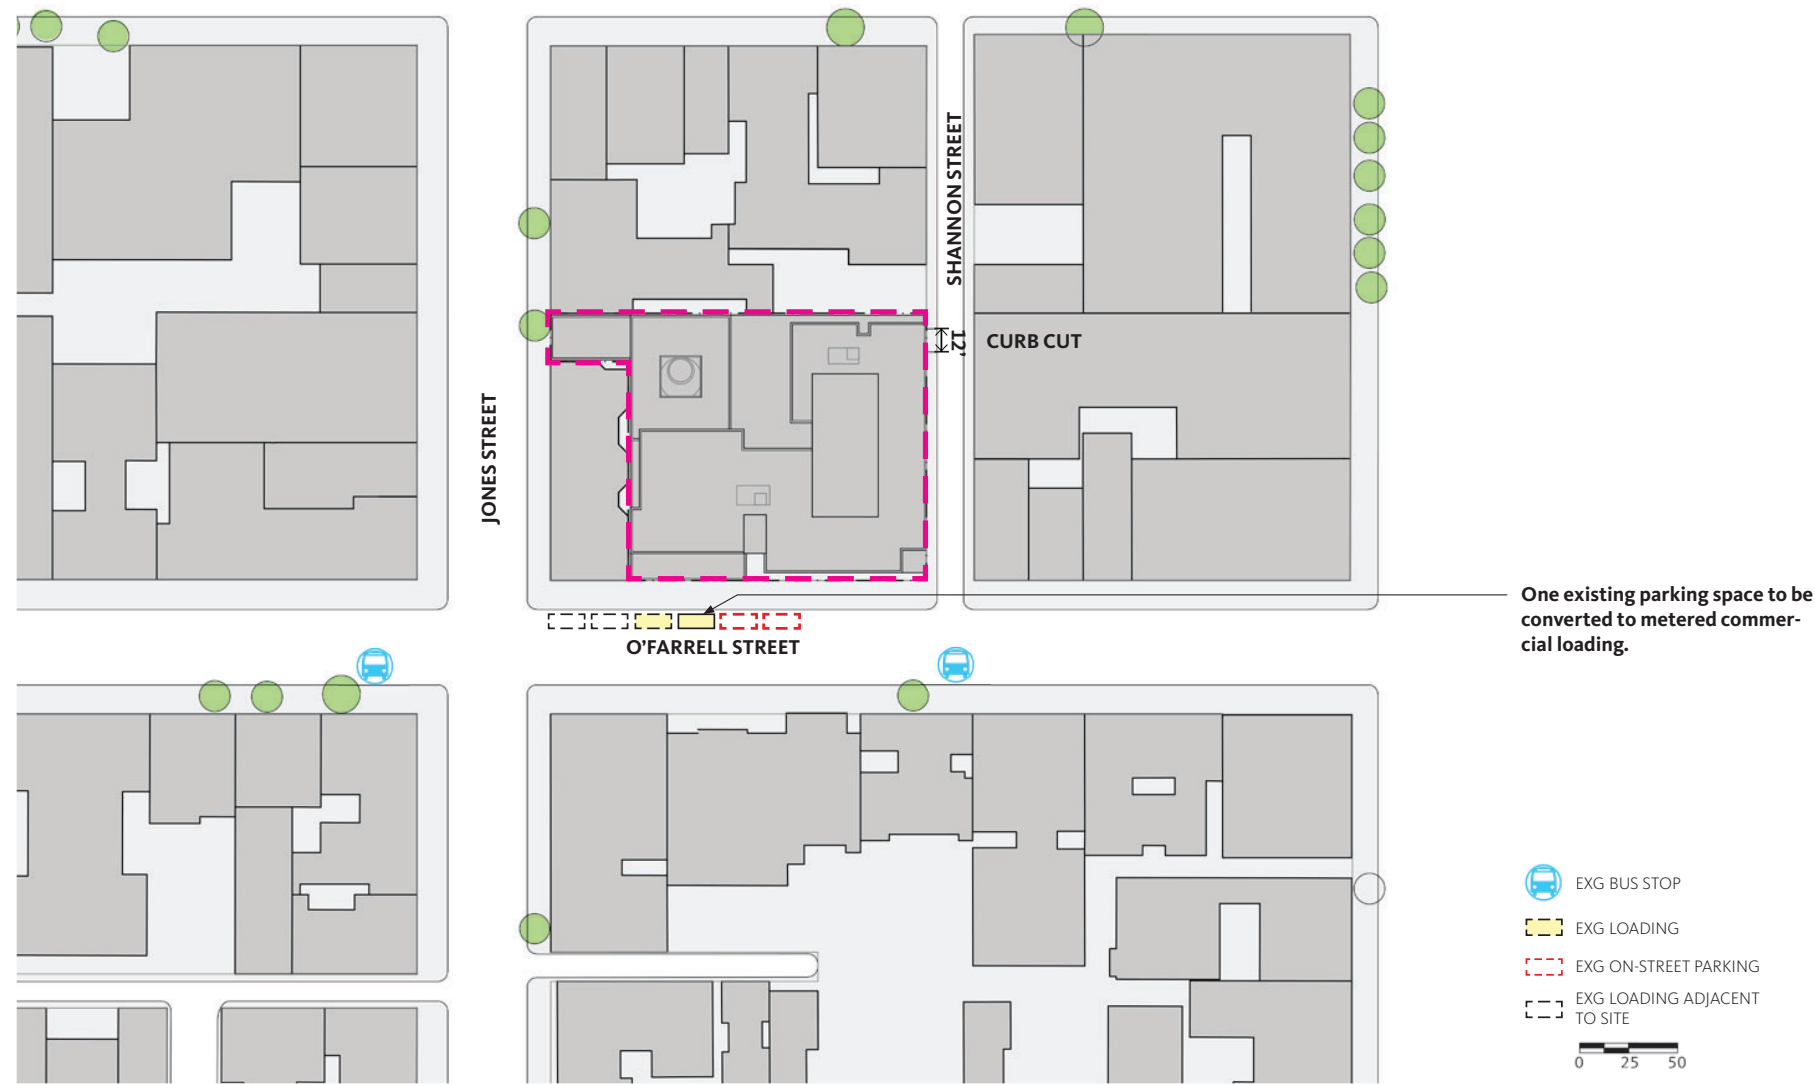 SHANNON STREET
12'
CURB CUT
JONES STREET
One existing parking space to be
converted to metered commer-
cial loading.
O'FARRELL STREET
EXG BUS STOP
EXG LOADING
EXG ON-STREET PARKING
EXG LOADING ADJACENT
TO SITE
0 25 50